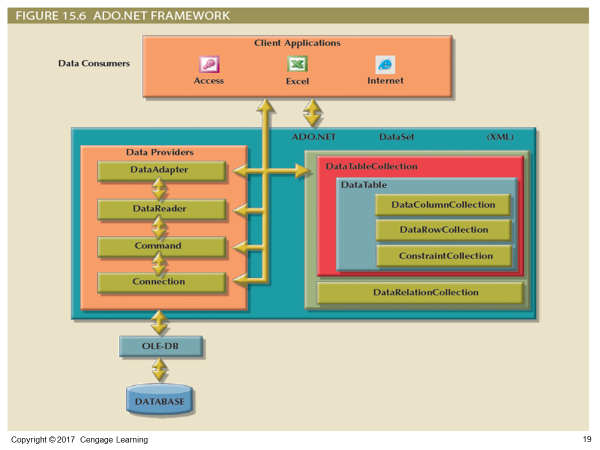 FIGURE 15.6 ADO.NET FRAMEWORK
Client Applications
Data Consumers
Access
Excel
Internet
ADO.NET DataSet (XML)
Data Providers
DataAdapter
DataReader
Command
Connection
DataTableCollection
DataTable
DataColumnCollection
DataRowCollection
ConstraintCollection
DataRelationCollection
OLE-DB
DATABASE
Copyright © 2017 Cengage Learning
19